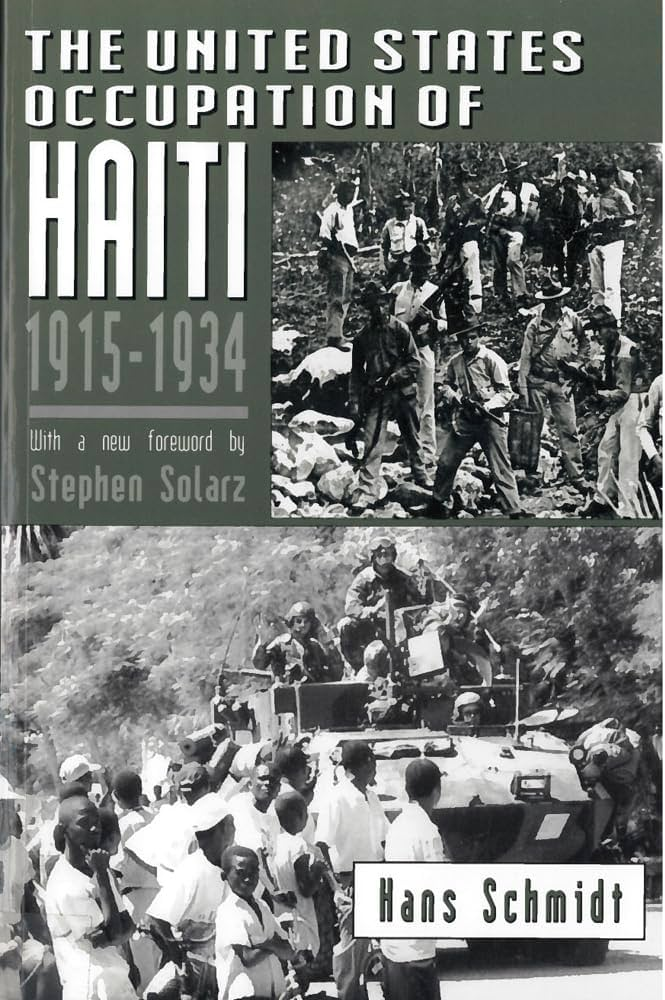 THE UNITED STATES
OCCUPATION OF
HAITI
1915-1934
With a new foreword by
Stephen Solarz
Hans Schmidt